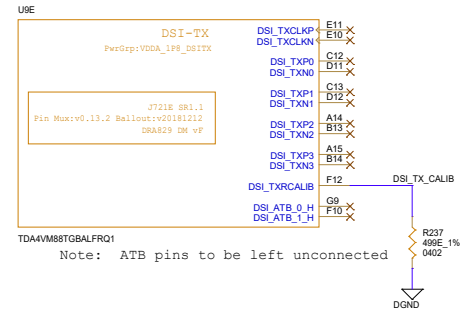 U9E
DSI-TX
PwrGrp:VDDA_1P8_DSITX
DSI_TXCLKP E11
DSI_TXCLKN E10
DSI_TXP0 C12
DSI_TXN0 D11
DSI_TXP1 C13
DSI_TXN1 D12
J721E SR1.1
Pin Mux:v0.13.2 Ballout:v20181212
DRA829 DM vF
DSI_TXP2 A14
DSI_TXN2 B13
DSI_TXP3 A15
DSI_TXN3 B14
DSI_TXRCALIB F12 DSI_TX_CALIB
DSI_ATB_0_H G9
DSI_ATB_1_H F10
R237
499E_1%
0402
TDA4VM88TGBALFRQ1
Note: ATB pins to be left unconnected
DGND